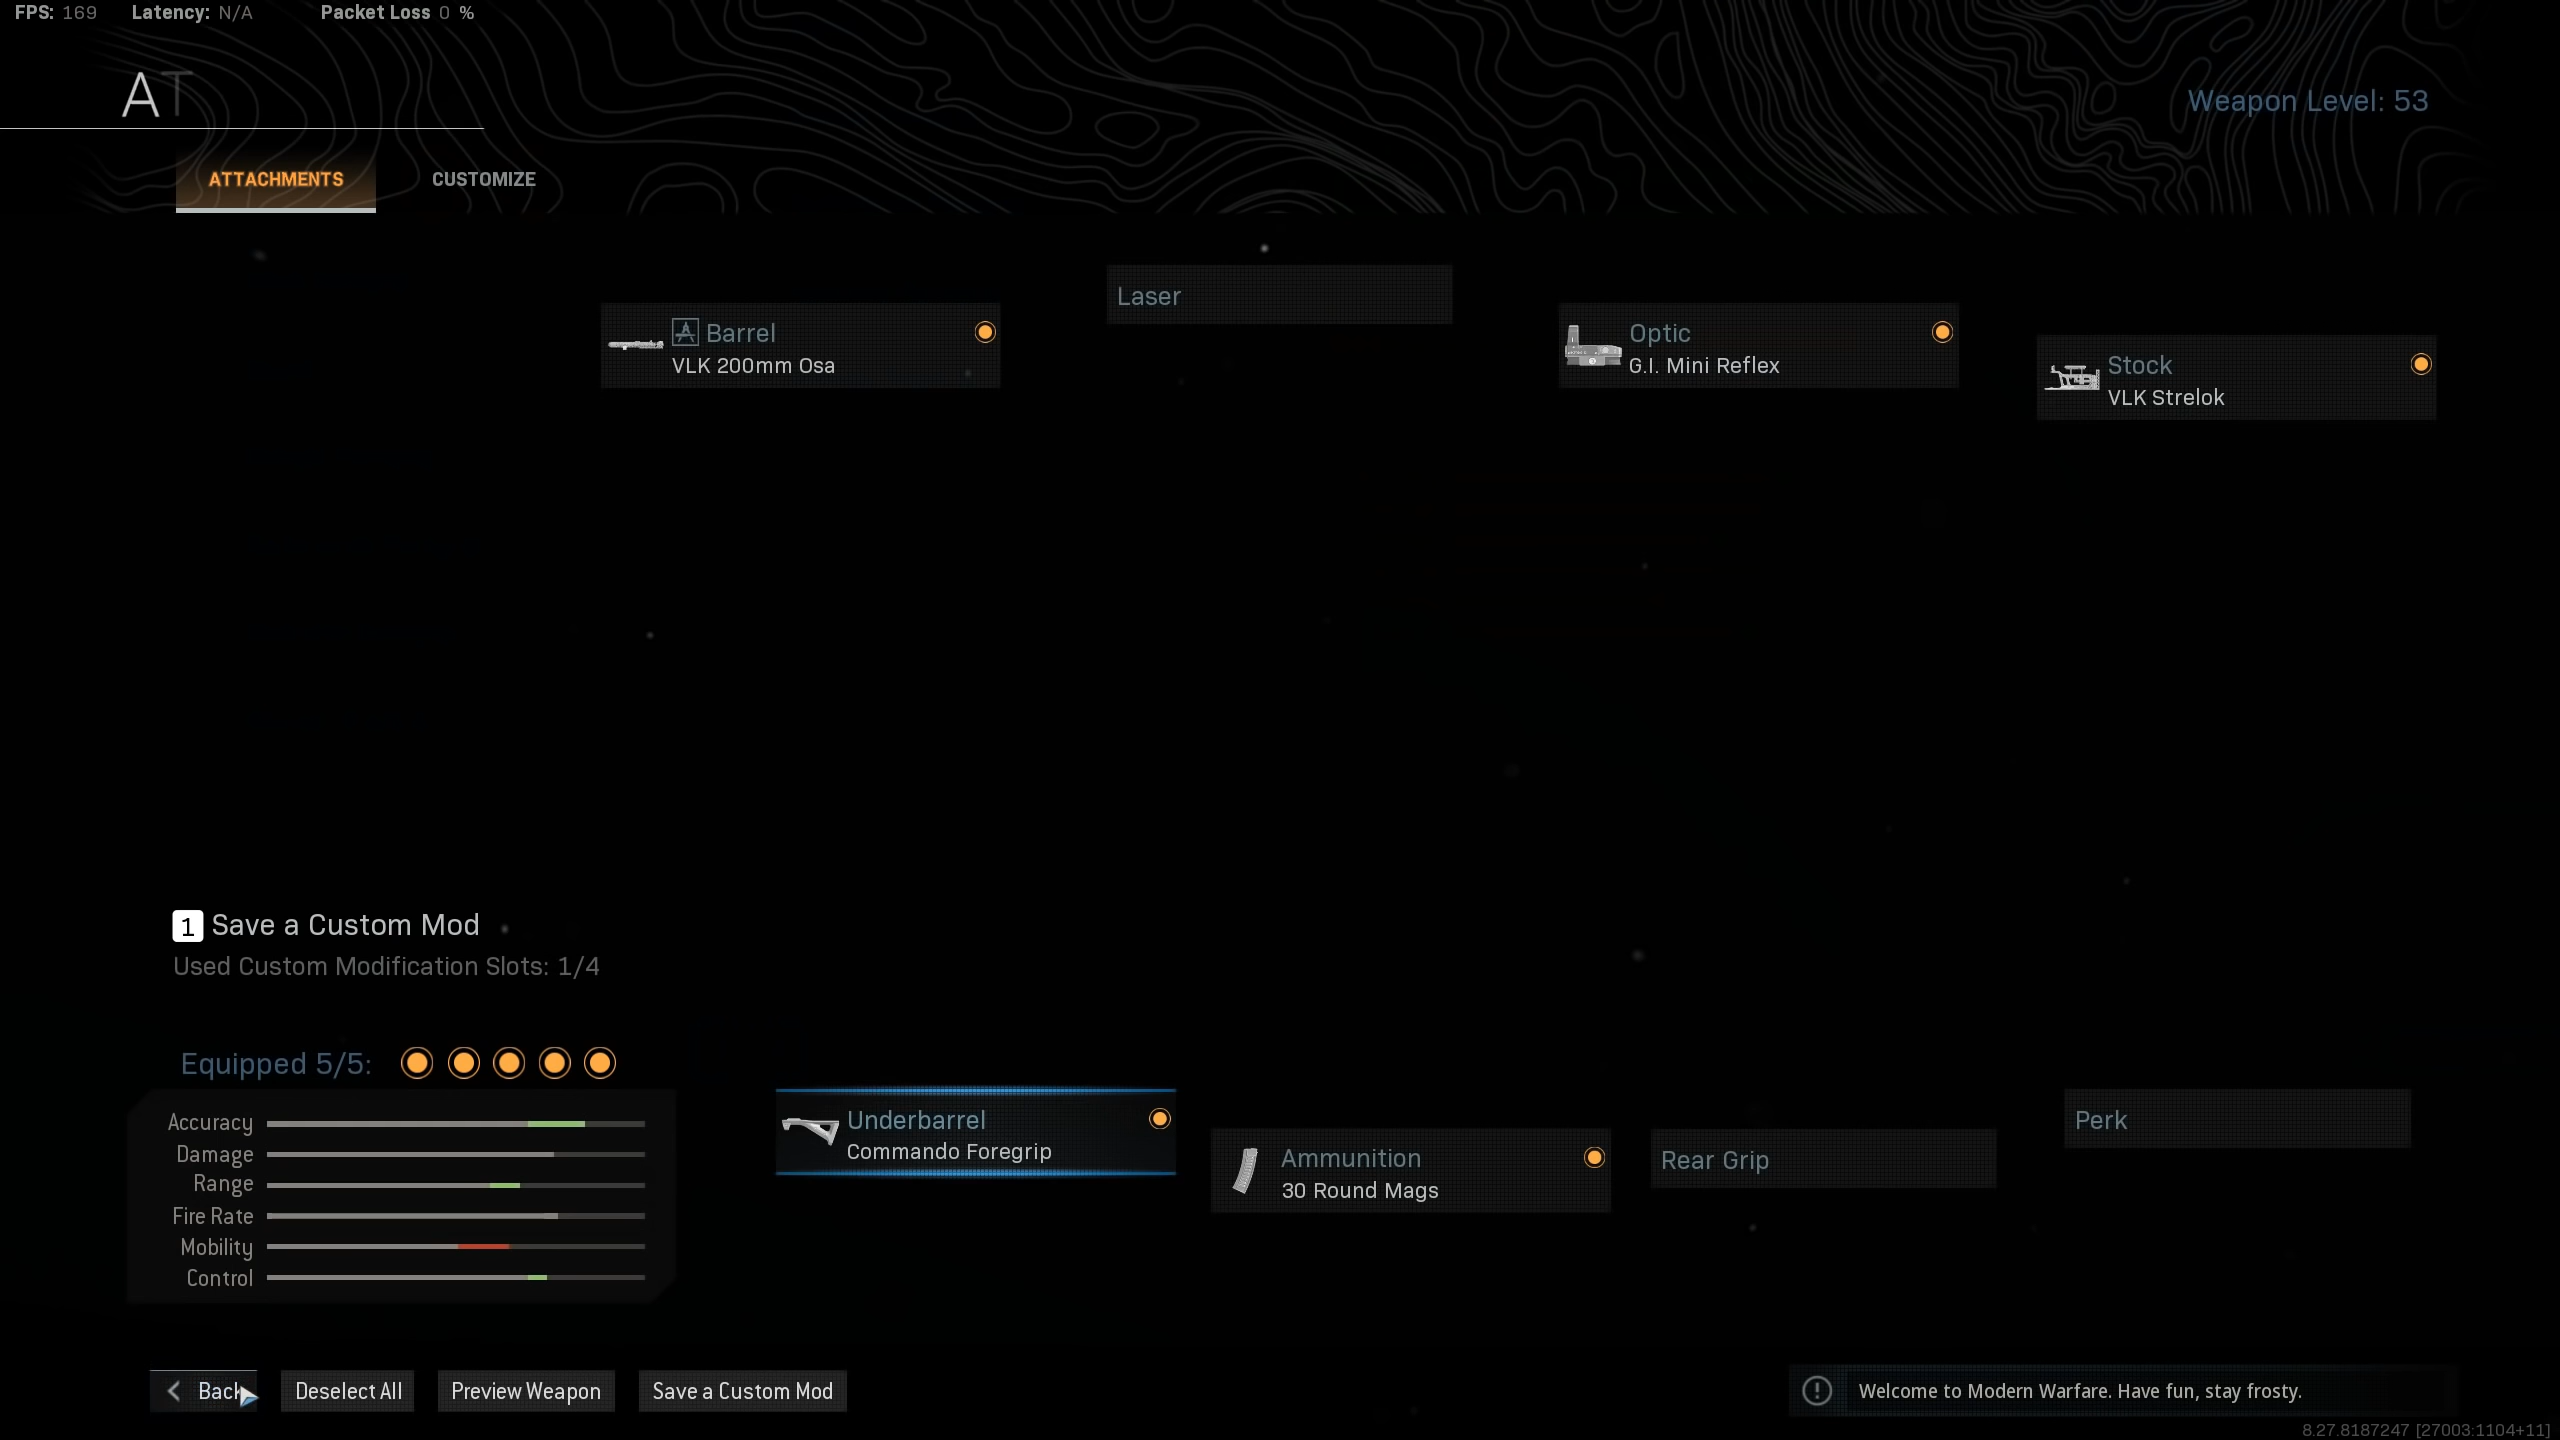 FPS: 169 Latency: N/A Packet Loss 0 %
AT
Weapon Level: 53
ATTACHMENTS CUSTOMIZE
Laser
Barrel
VLK 200mm Osa
Optic
G.I. Mini Reflex
Stock
VLK Strelok
1 Save a Custom Mod
Used Custom Modification Slots: 1/4
Equipped 5/5:
Accuracy
Damage
Range
Fire Rate
Mobility
Control
Underbarrel
Commando Foregrip
Ammunition
30 Round Mags
Rear Grip
Perk
Back Deselect All Preview Weapon Save a Custom Mod
Welcome to Modern Warfare. Have fun, stay frosty.
8.27.8187247 [27003:1104+11]